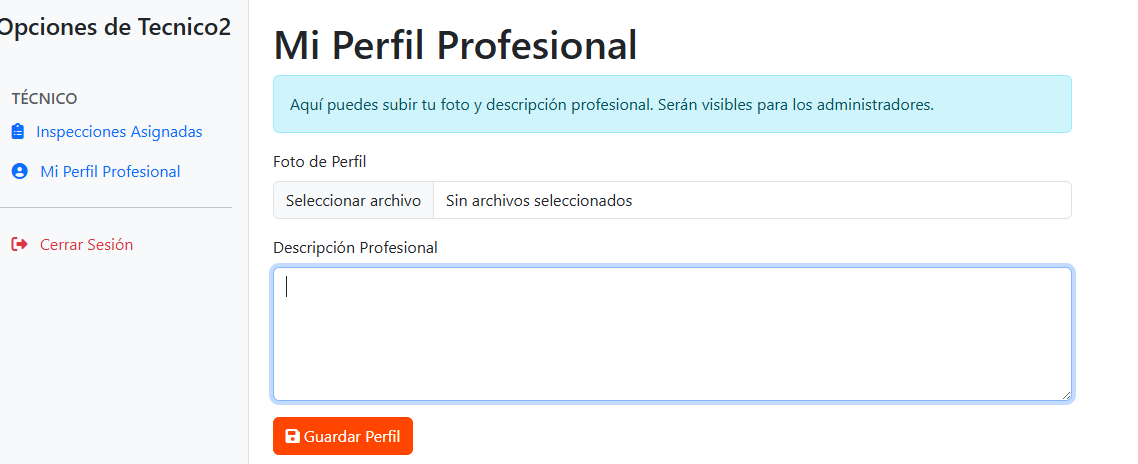 Opciones de Tecnico2
TÉCNICO
Inspecciones Asignadas
Mi Perfil Profesional
Cerrar Sesión
Mi Perfil Profesional
Aquí puedes subir tu foto y descripción profesional. Serán visibles para los administradores.
Foto de Perfil
Seleccionar archivo Sin archivos seleccionados
Descripción Profesional
Guardar Perfil